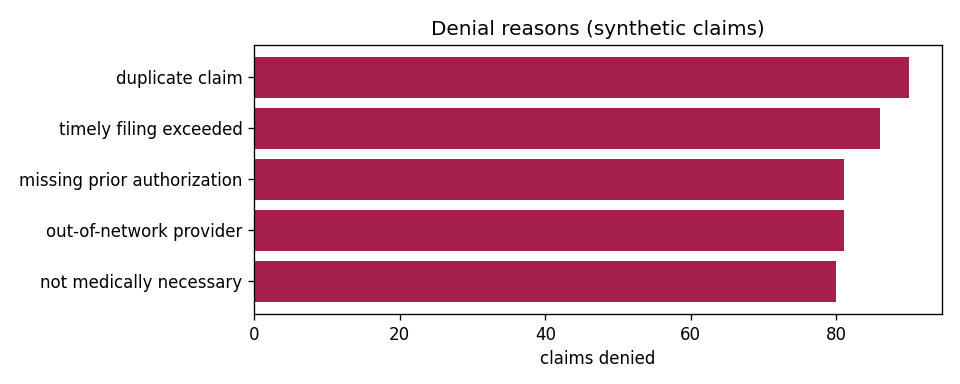 Denial reasons (synthetic claims)
duplicate claim
timely filing exceeded
missing prior authorization
out-of-network provider
not medically necessary
0 20 40 60 80
claims denied